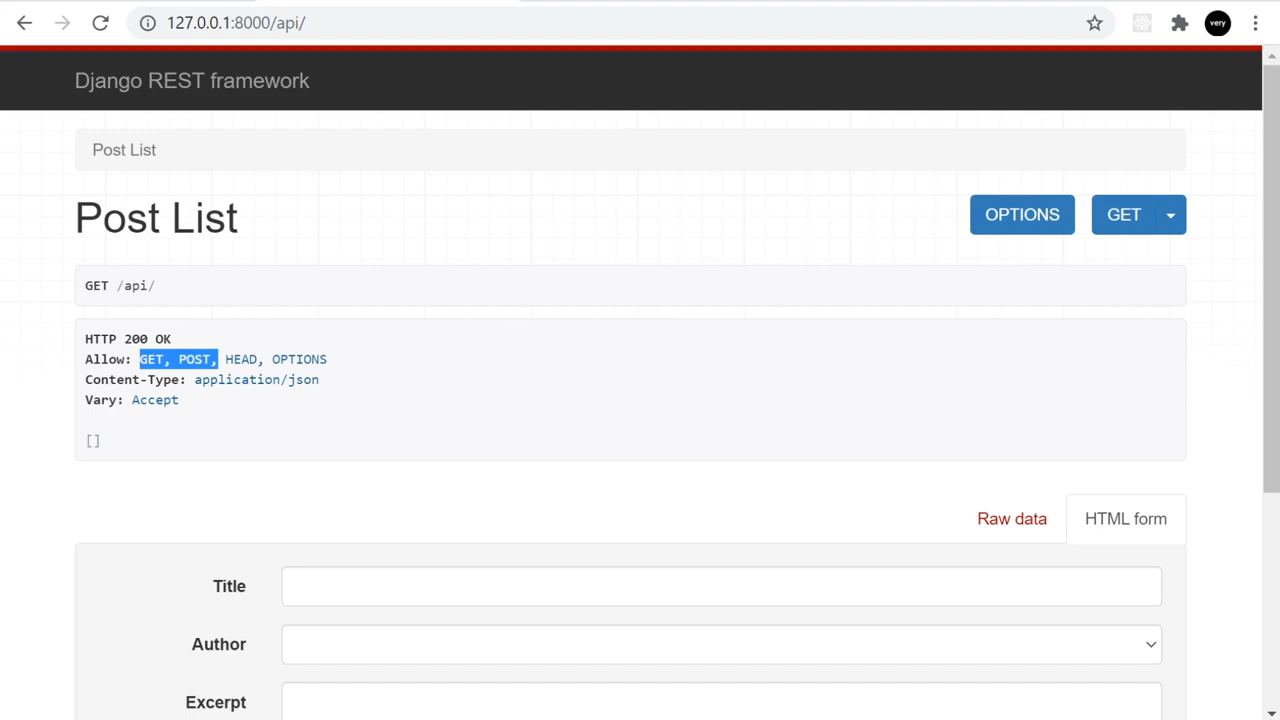 127.0.0.1:8000/api/
very
Django REST framework
Post List
Post List
OPTIONS
GET
GET /api/
HTTP 200 OK
Allow: GET, POST, HEAD, OPTIONS
Content-Type: application/json
Vary: Accept
[]
Raw data
HTML form
Title
Author
Excerpt